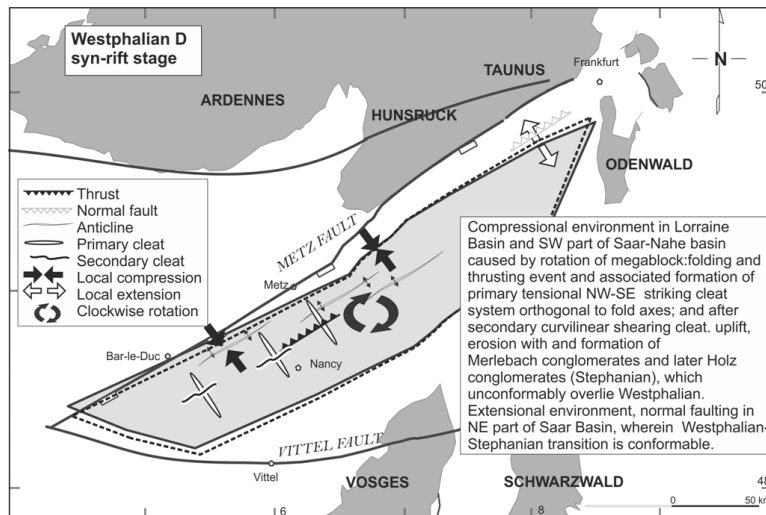 Westphalian D
syn-rift stage
N
50
Frankfurt
TAUNUS
ARDENNES
HUNSRUCK
ODENWALD
Thrust
Normal fault
Anticline
Primary cleat
Secondary cleat
Local compression
Local extension
Clockwise rotation
METZ FAULT
Metz
Bar-le-Duc
Nancy
Compressional environment in Lorraine
Basin and SW part of Saar-Nahe basin
caused by rotation of megablock:folding and
thrusting event and associated formation of
primary tensional NW-SE striking cleat
system orthogonal to fold axes; and after
secondary curvilinear shearing cleat. uplift,
erosion with and formation of
Merlebach conglomerates and later Holz
conglomerates (Stephanian), which
unconformably overlie Westphalian.
Extensional environment, normal faulting in
NE part of Saar Basin, wherein Westphalian-
Stephanian transition is conformable.
VITTEL FAULT
Vittel
VOSGES
SCHWARZWALD
48
0 50 km
6
8